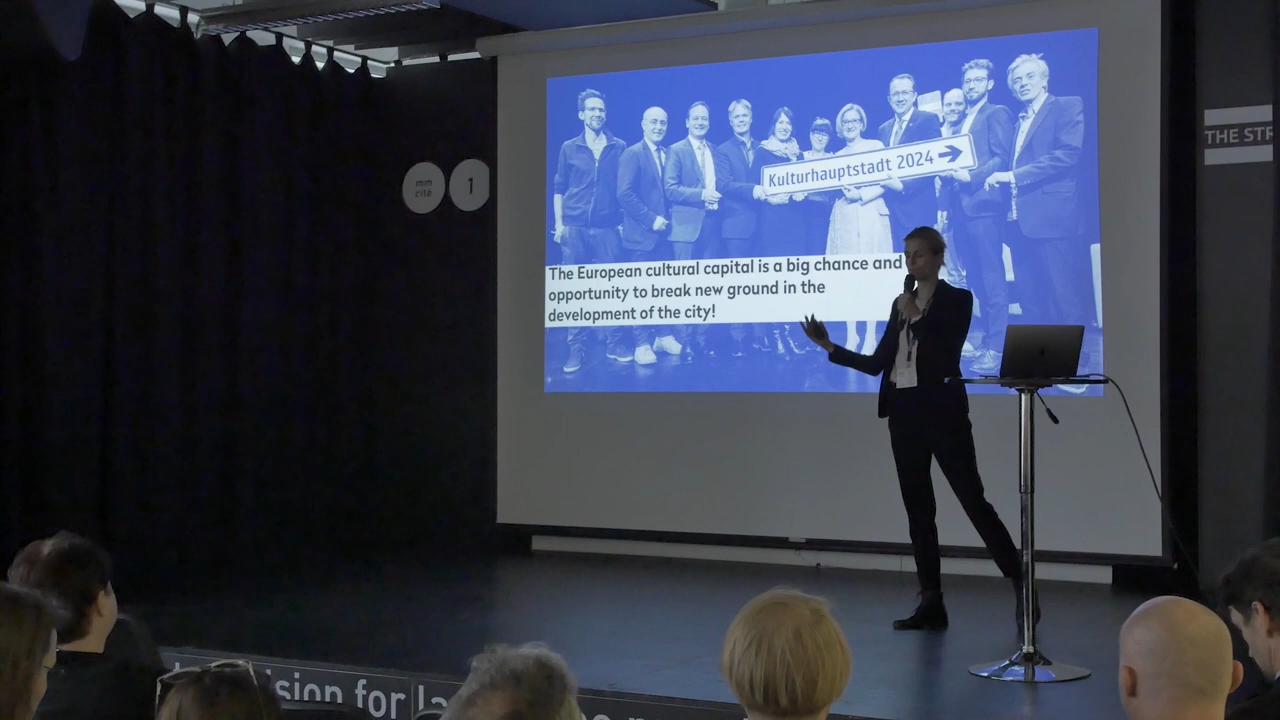 THE STR
mm
cité
1
Kulturhauptstadt 2024
The European cultural capital is a big chance and
opportunity to break new ground in the
development of the city!
sion for la